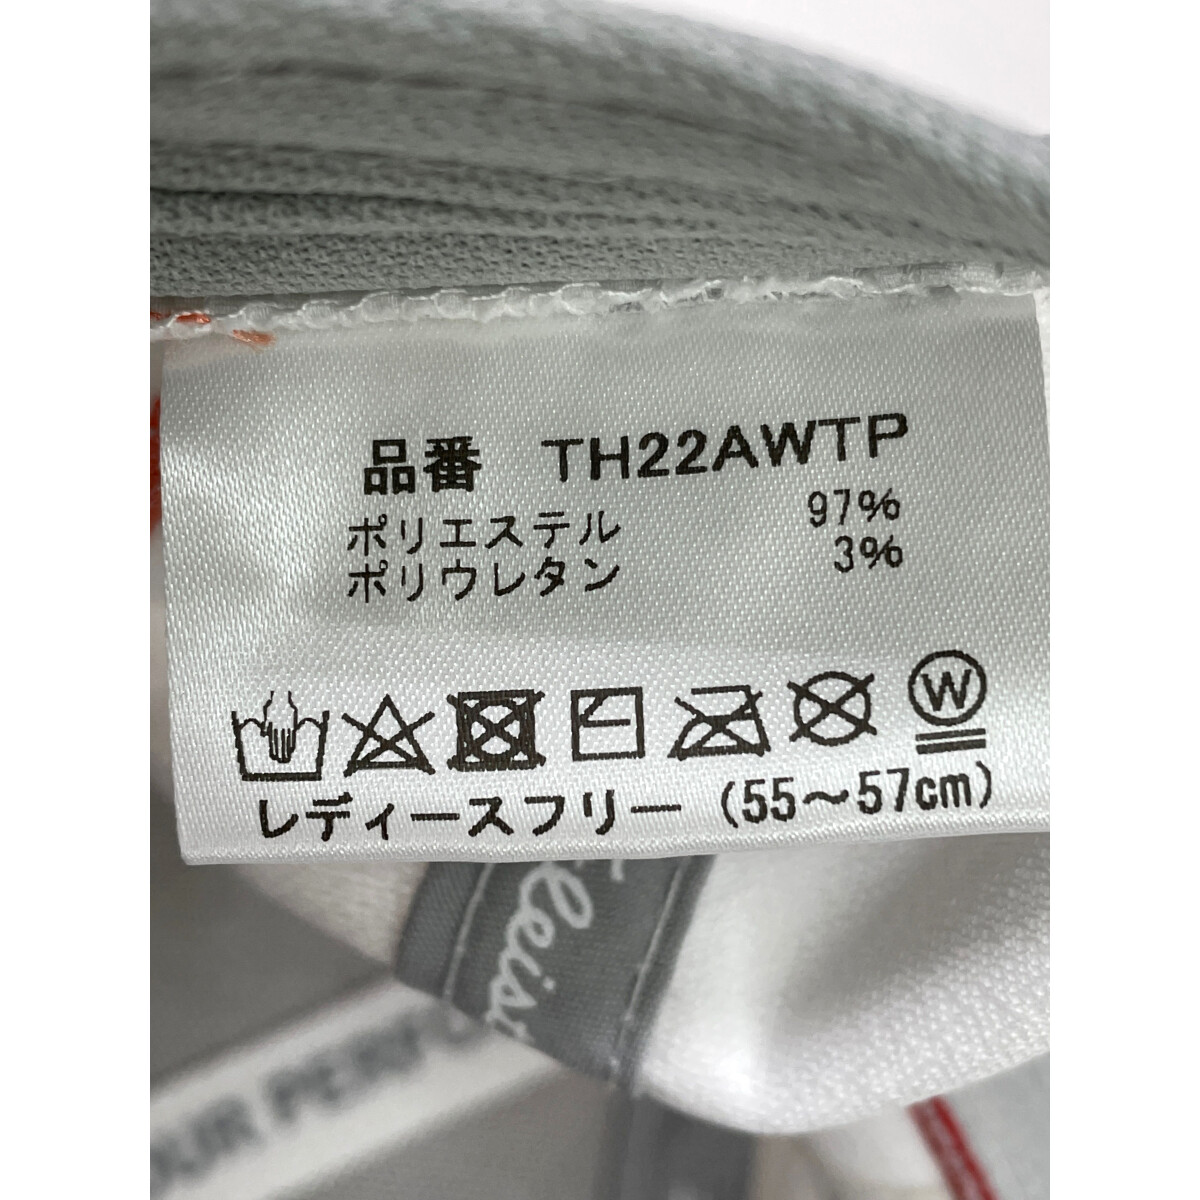 品番 TH22AWTP
ポリエステル 97%
ポリウレタン 3%
W
レディースフリー (55～57cm)